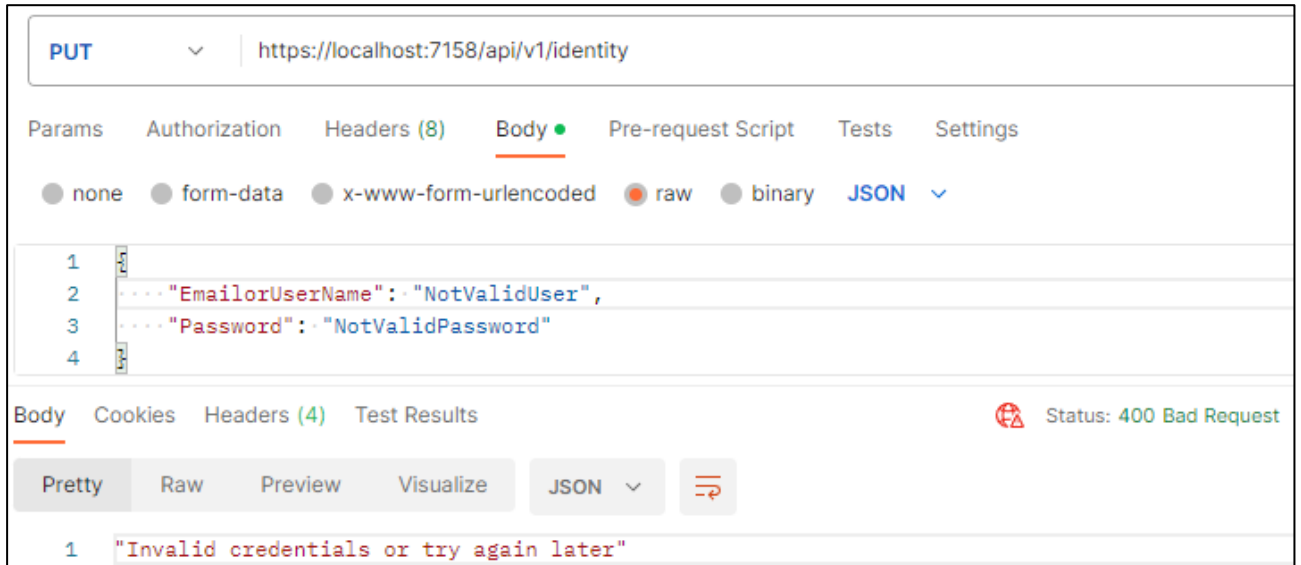 PUT https://localhost:7158/api/v1/identity
Params Authorization Headers (8) Body Pre-request Script Tests Settings
none form-data x-www-form-urlencoded raw binary JSON
1 {
2 "EmailorUserName": "NotValidUser",
3 "Password": "NotValidPassword"
4 }
Body Cookies Headers (4) Test Results Status: 400 Bad Request
Pretty Raw Preview Visualize JSON
1 "Invalid credentials or try again later"